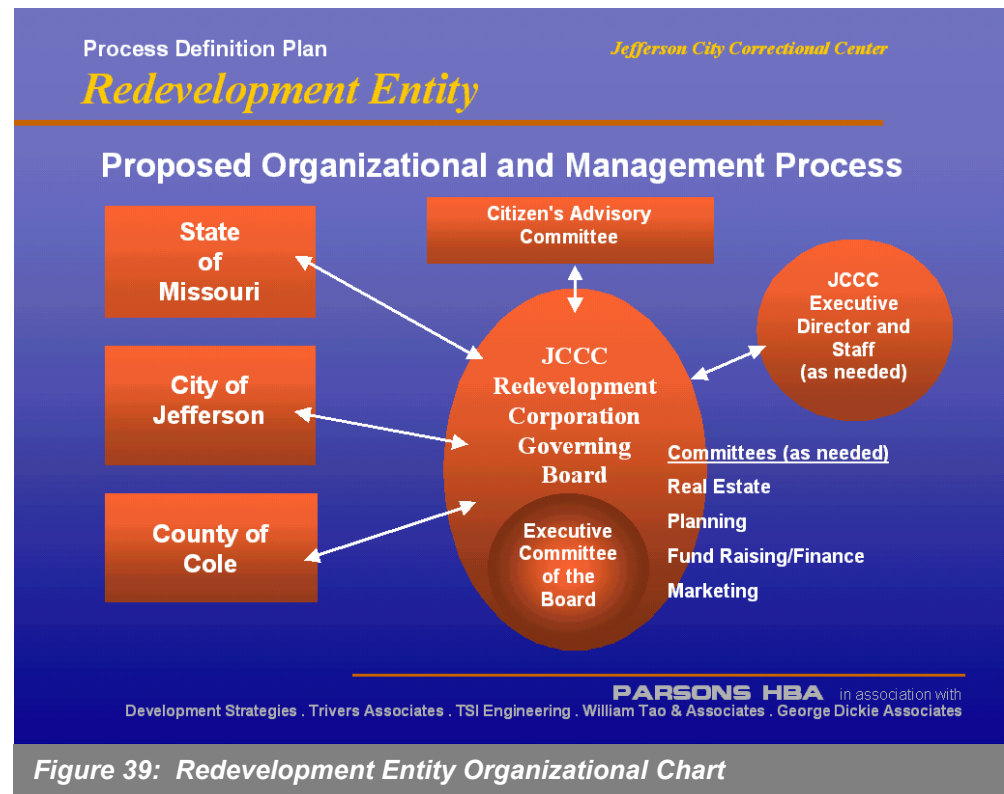 Process Definition Plan
Jefferson City Correctional Center
Redevelopment Entity
Proposed Organizational and Management Process
State
of
Missouri
Citizen's Advisory
Committee
JCCC
Executive
Director and
Staff
(as needed)
City of
Jefferson
JCCC
Redevelopment
Corporation
Governing
Board
County of
Cole
Executive
Committee
of the
Board
Committees (as needed)
Real Estate
Planning
Fund Raising/Finance
Marketing
PARSONS HBA in association with
Development Strategies . Trivers Associates . TSI Engineering . William Tao & Associates . George Dickie Associates
Figure 39: Redevelopment Entity Organizational Chart